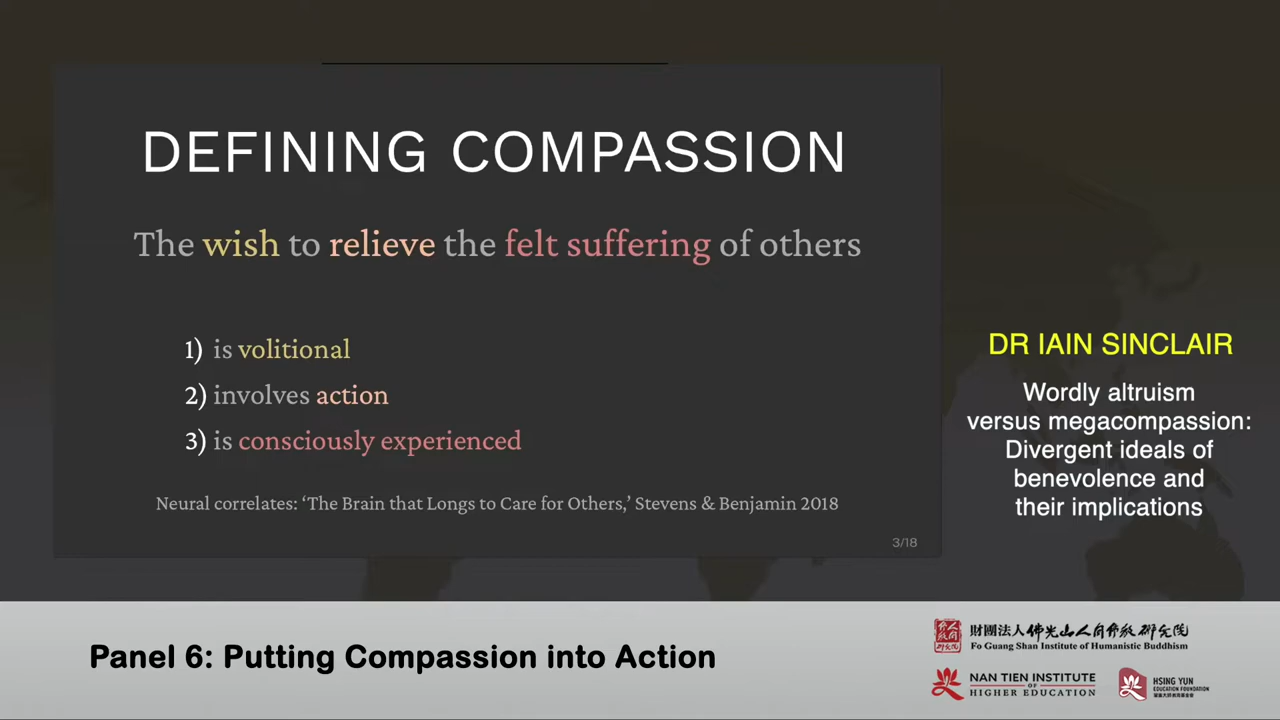 DEFINING COMPASSION
The wish to relieve the felt suffering of others
1) is volitional
2) involves action
3) is consciously experienced
Neural correlates: ‘The Brain that Longs to Care for Others,’ Stevens & Benjamin 2018
3/18
DR IAIN SINCLAIR
Wordly altruism
versus megacompassion:
Divergent ideals of
benevolence and
their implications
Panel 6: Putting Compassion into Action
財團法人佛光山人間佛教研究院
Fo Guang Shan Institute of Humanistic Buddhism
NAN TIEN INSTITUTE
OF
HIGHER EDUCATION
HSING YUN
EDUCATION FOUNDATION